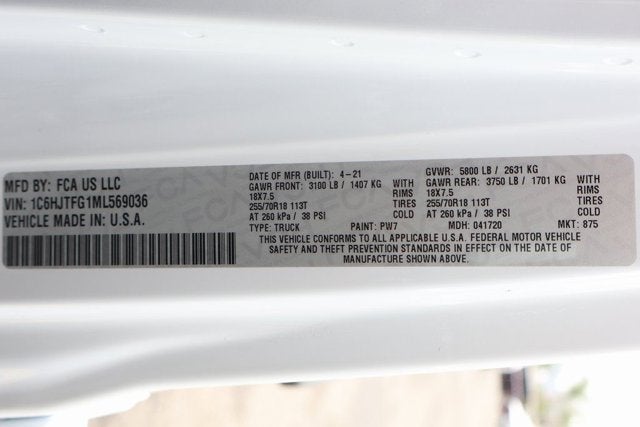 MFD BY: FCA US LLC
VIN: 1C6HJTFG1ML569036
VEHICLE MADE IN U.S.A.
DATE OF MFR (BUILT): 4-21
GVWR: 5800 LB / 2631 KG
GAWR FRONT: 3100 LB / 1407 KG WITH
GAWR REAR: 3750 LB / 1701 KG WITH
18X7.5 RIMS
18X7.5 RIMS
255/70R18 113T TIRES
255/70R18 113T TIRES
AT 260 kPa / 38 PSI COLD
AT 260 kPa / 38 PSI COLD
TYPE: TRUCK PAINT: PW7 MDH: 041720 MKT: 875
THIS VEHICLE CONFORMS TO ALL APPLICABLE U.S.A. FEDERAL MOTOR VEHICLE
SAFETY AND THEFT PREVENTION STANDARDS IN EFFECT ON THE DATE OF
MANUFACTURE SHOWN ABOVE.